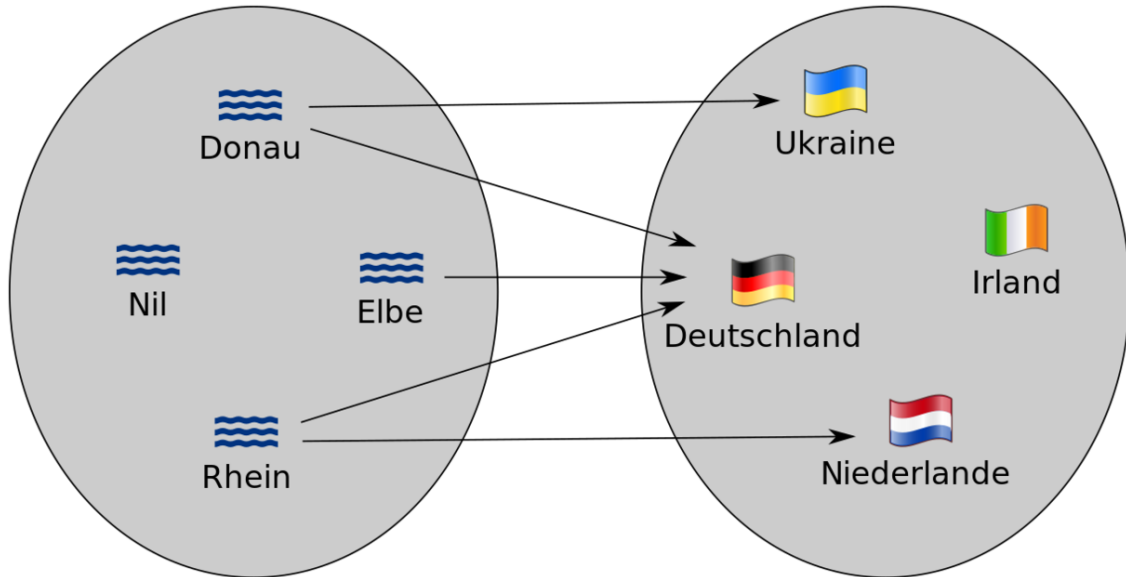 Donau
Nil
Elbe
Rhein
Ukraine
Irland
Deutschland
Niederlande